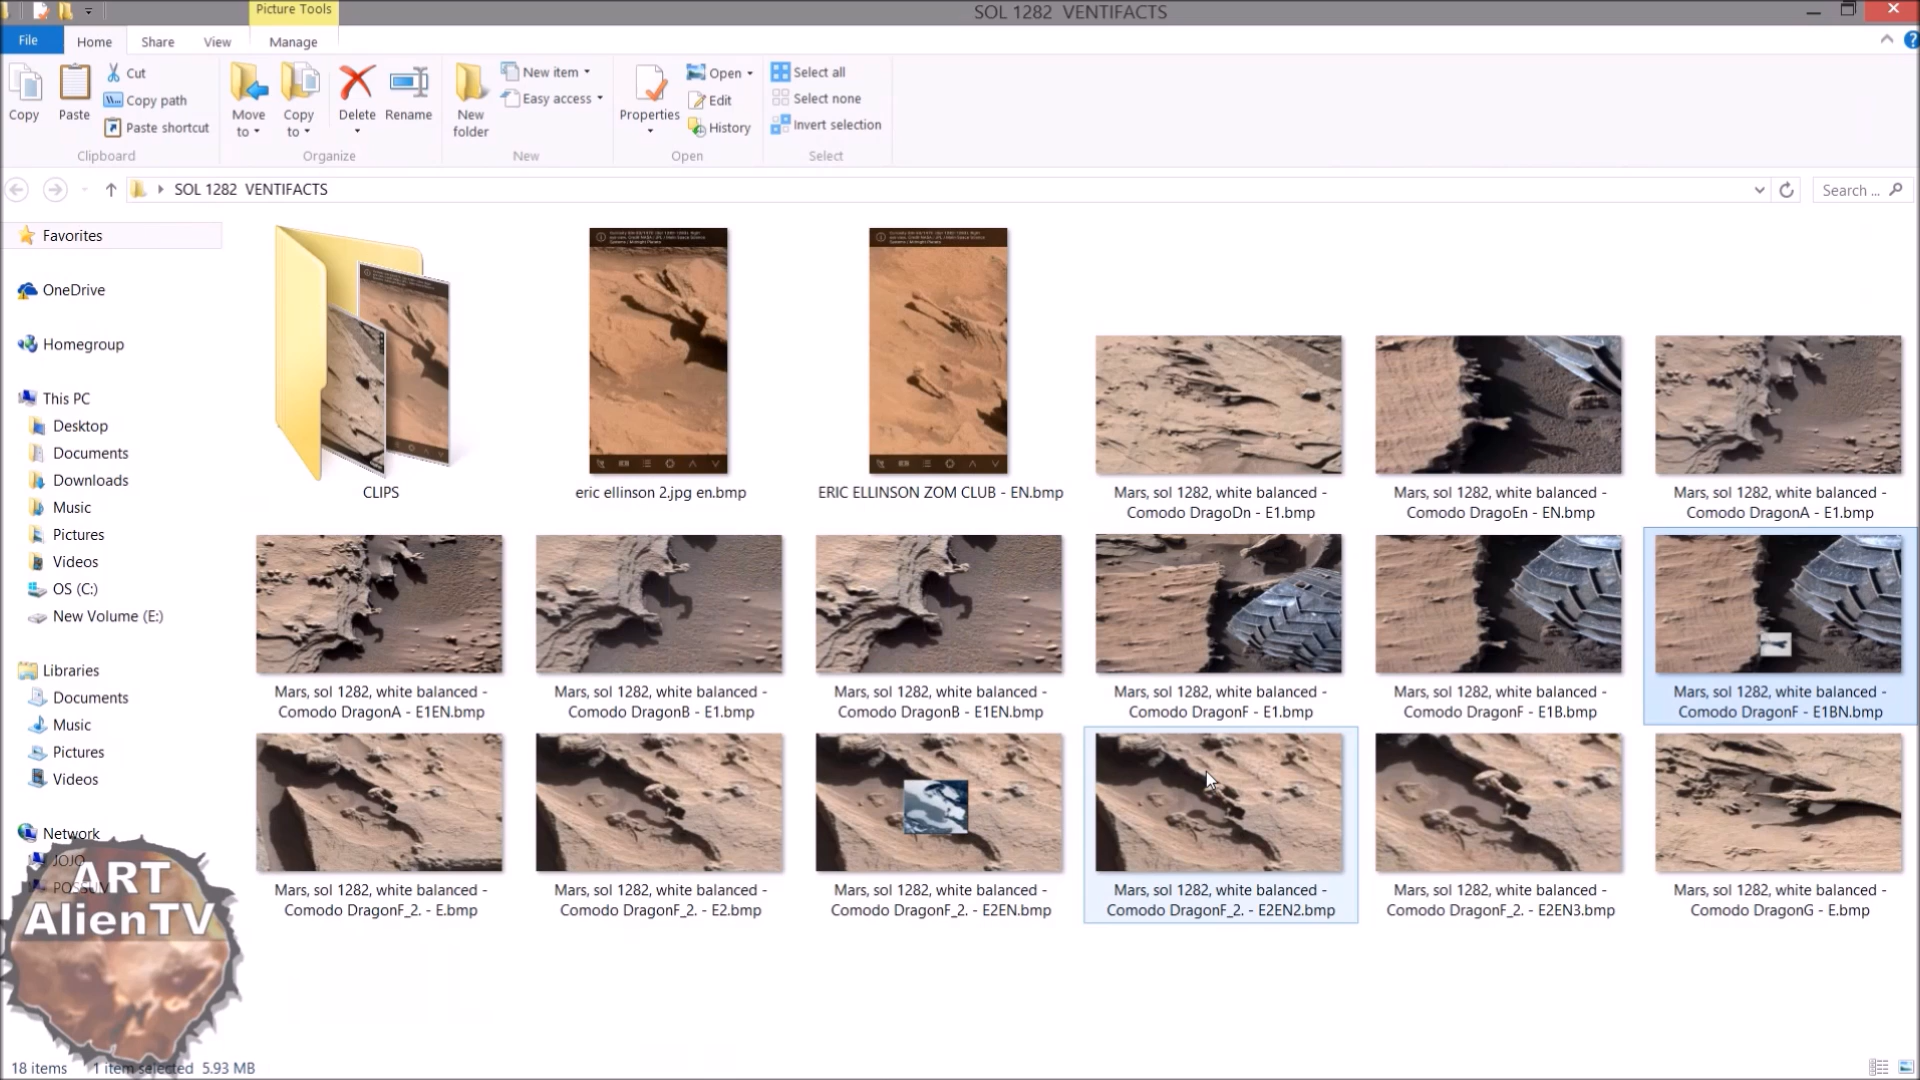 Picture Tools
SOL 1282  VENTIFACTS
File
Home
Share
View
Manage
Copy
Paste
Cut
Copy path
Paste shortcut
Clipboard
Move to
Copy to
Delete
Rename
Organize
New folder
New item
Easy access
New
Properties
Open
Edit
History
Open
Select all
Select none
Invert selection
Select
SOL 1282  VENTIFACTS
Search ...
Favorites
OneDrive
Homegroup
This PC
Desktop
Documents
Downloads
Music
Pictures
Videos
OS (C:)
New Volume (E:)
Libraries
Documents
Music
Pictures
Videos
Network
JOJO
POSSUM
ART
AlienTV
CLIPS
eric ellinson 2.jpg en.bmp
ERIC ELLINSON ZOM CLUB - EN.bmp
Mars, sol 1282, white balanced -
Comodo DragoDn - E1.bmp
Mars, sol 1282, white balanced -
Comodo DragoEn - EN.bmp
Mars, sol 1282, white balanced -
Comodo DragonA - E1.bmp
Mars, sol 1282, white balanced -
Comodo DragonA - E1EN.bmp
Mars, sol 1282, white balanced -
Comodo DragonB - E1.bmp
Mars, sol 1282, white balanced -
Comodo DragonB - E1EN.bmp
Mars, sol 1282, white balanced -
Comodo DragonF - E1.bmp
Mars, sol 1282, white balanced -
Comodo DragonF - E1B.bmp
Mars, sol 1282, white balanced -
Comodo DragonF - E1BN.bmp
Mars, sol 1282, white balanced -
Comodo DragonF_2. - E.bmp
Mars, sol 1282, white balanced -
Comodo DragonF_2. - E2.bmp
Mars, sol 1282, white balanced -
Comodo DragonF_2. - E2EN.bmp
Mars, sol 1282, white balanced -
Comodo DragonF_2. - E2EN2.bmp
Mars, sol 1282, white balanced -
Comodo DragonF_2. - E2EN3.bmp
Mars, sol 1282, white balanced -
Comodo DragonG - E.bmp
18 items
1 item selected  5.93 MB